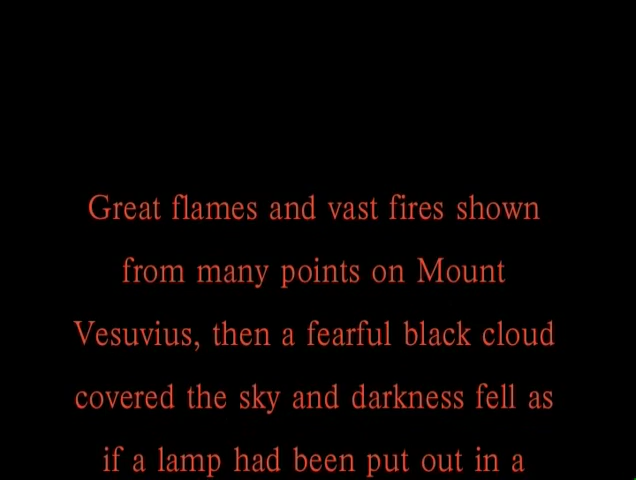 Great flames and vast fires shown
from many points on Mount
Vesuvius, then a fearful black cloud
covered the sky and darkness fell as
if a lamp had been put out in a